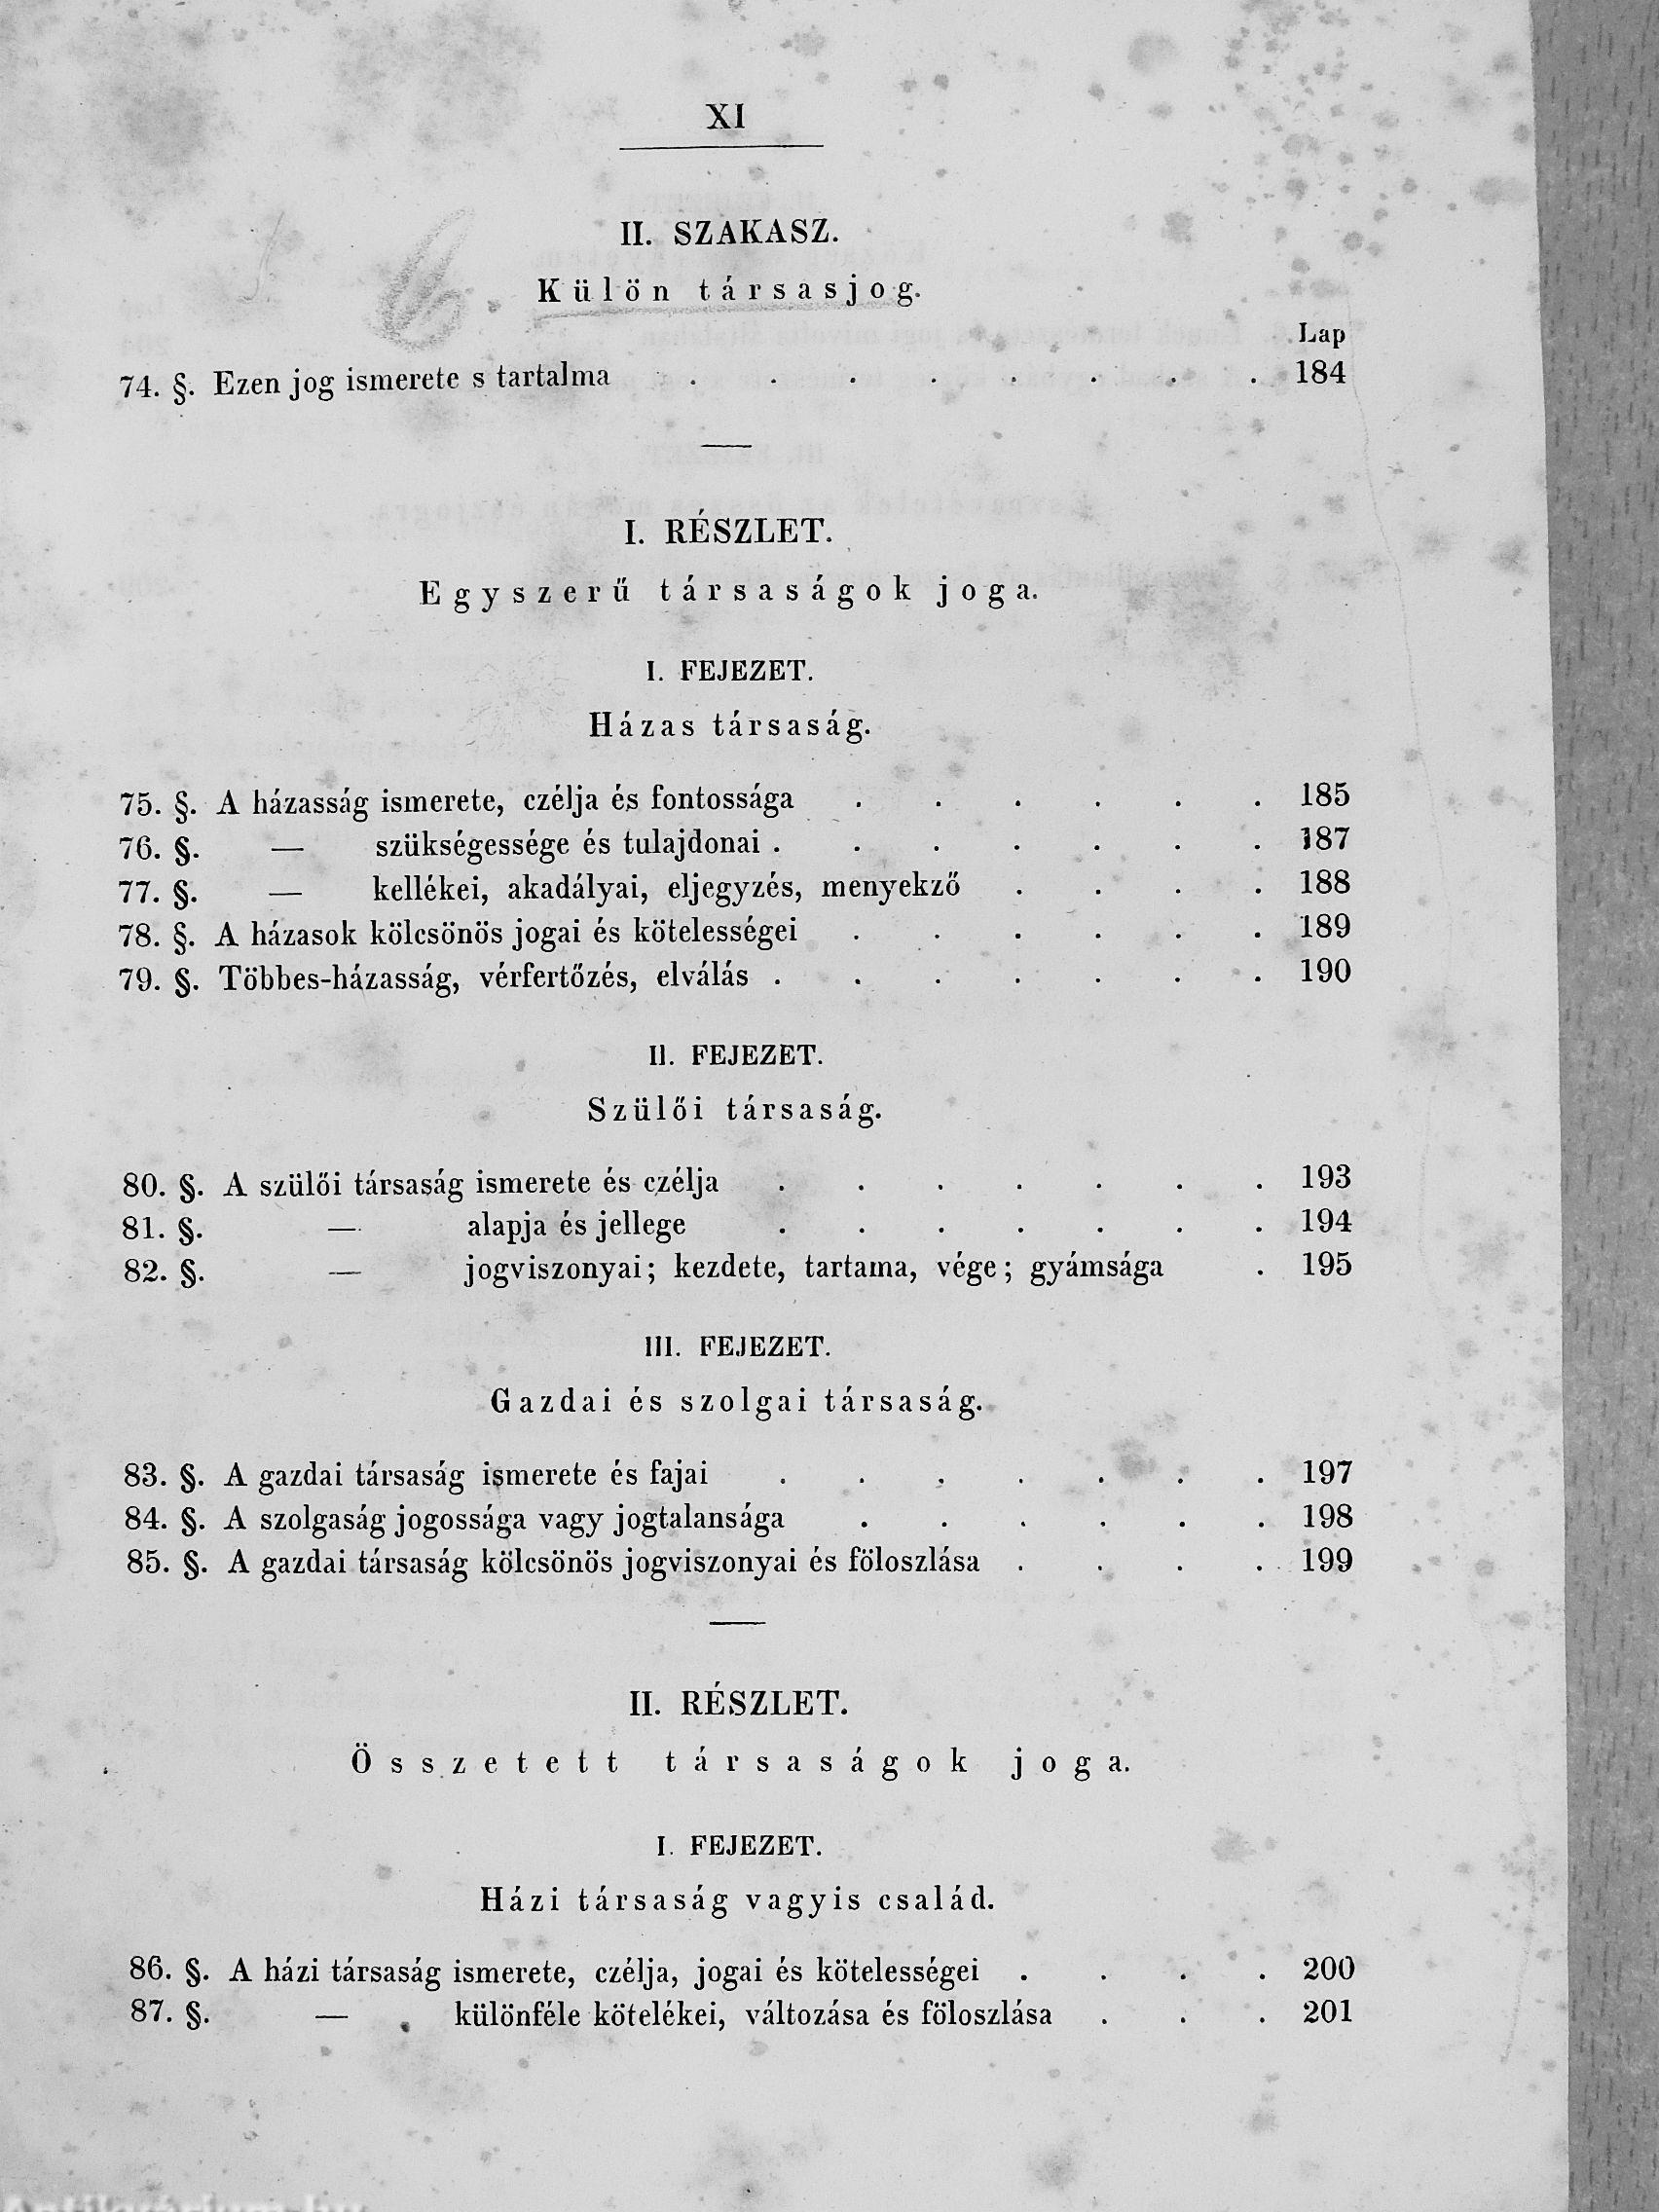 XI
II. SZAKASZ.
Külön társasjog.
Lap
74. §. Ezen jog ismerete s tartalma . . . . . . . . 184
I. RÉSZLET.
Egyszerű társaságok joga.
I. FEJEZET.
Házas társaság.
75. §. A házasság ismerete, czélja és fontossága . . . . . . 185
76. §. — szükségessége és tulajdonai . . . . . . . 187
77. §. — kellékei, akadályai, eljegyzés, menyekző . . . . 188
78. §. A házasok kölcsönös jogai és kötelességei . . . . . . 189
79. §. Többes-házasság, vérfertőzés, elválás . . . . . . . 190
II. FEJEZET.
Szülői társaság.
80. §. A szülői társaság ismerete és czélja . . . . . . . 193
81. §. — alapja és jellege . . . . . . . 194
82. §. — jogviszonyai; kezdete, tartama, vége; gyámsága . 195
III. FEJEZET.
Gazdai és szolgai társaság.
83. §. A gazdai társaság ismerete és fajai . . . . . . . 197
84. §. A szolgaság jogossága vagy jogtalansága . . . . . . 198
85. §. A gazdai társaság kölcsönös jogviszonyai és föloszlása . . . . 199
II. RÉSZLET.
Összetett társaságok joga.
I. FEJEZET.
Házi társaság vagyis család.
86. §. A házi társaság ismerete, czélja, jogai és kötelességei . . . . 200
87. §. — különféle kötelékei, változása és föloszlása . . . 201